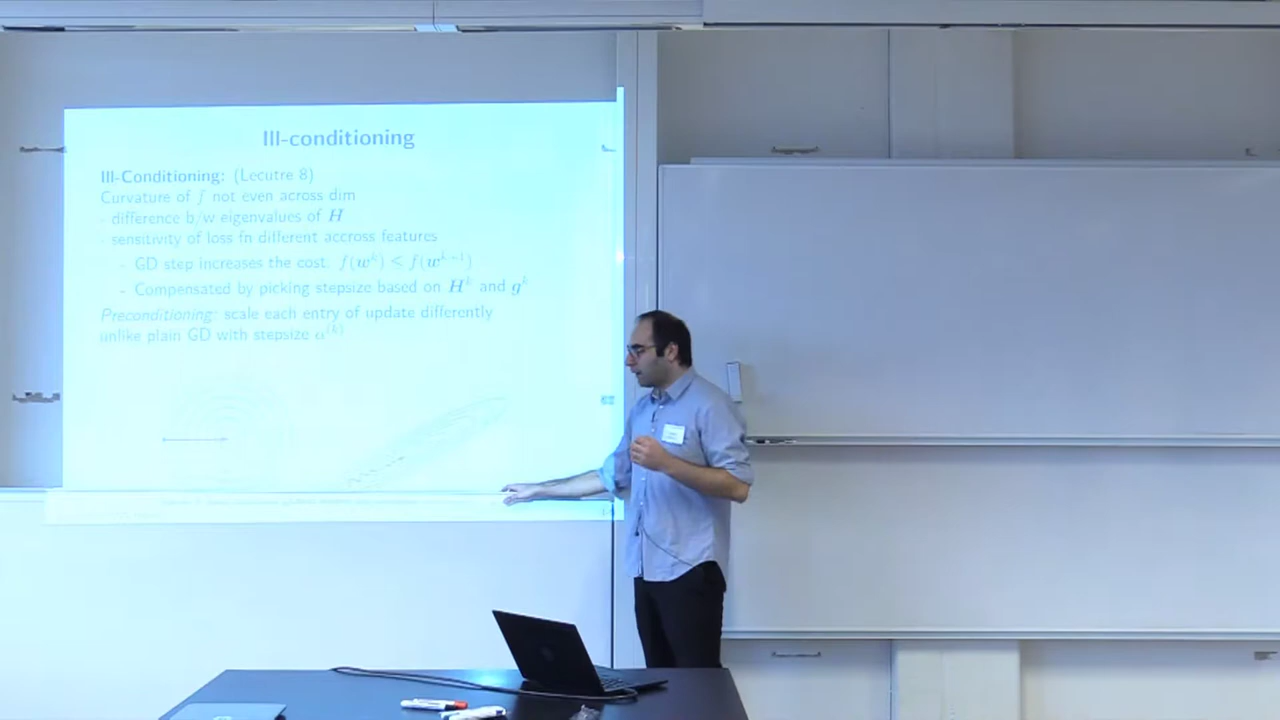 Ill-conditioning
Ill-Conditioning: (Lecutre 8)
Curvature of f not even across dim
- difference b/w eigenvalues of H
- sensitivity of loss fn different accross features
- GD step increases the cost: f(w^k) ≤ f(w^{k+1})
- Compensated by picking stepsize based on H^k and g^k
Preconditioning: scale each entry of update differently
unlike plain GD with stepsize α^(k)